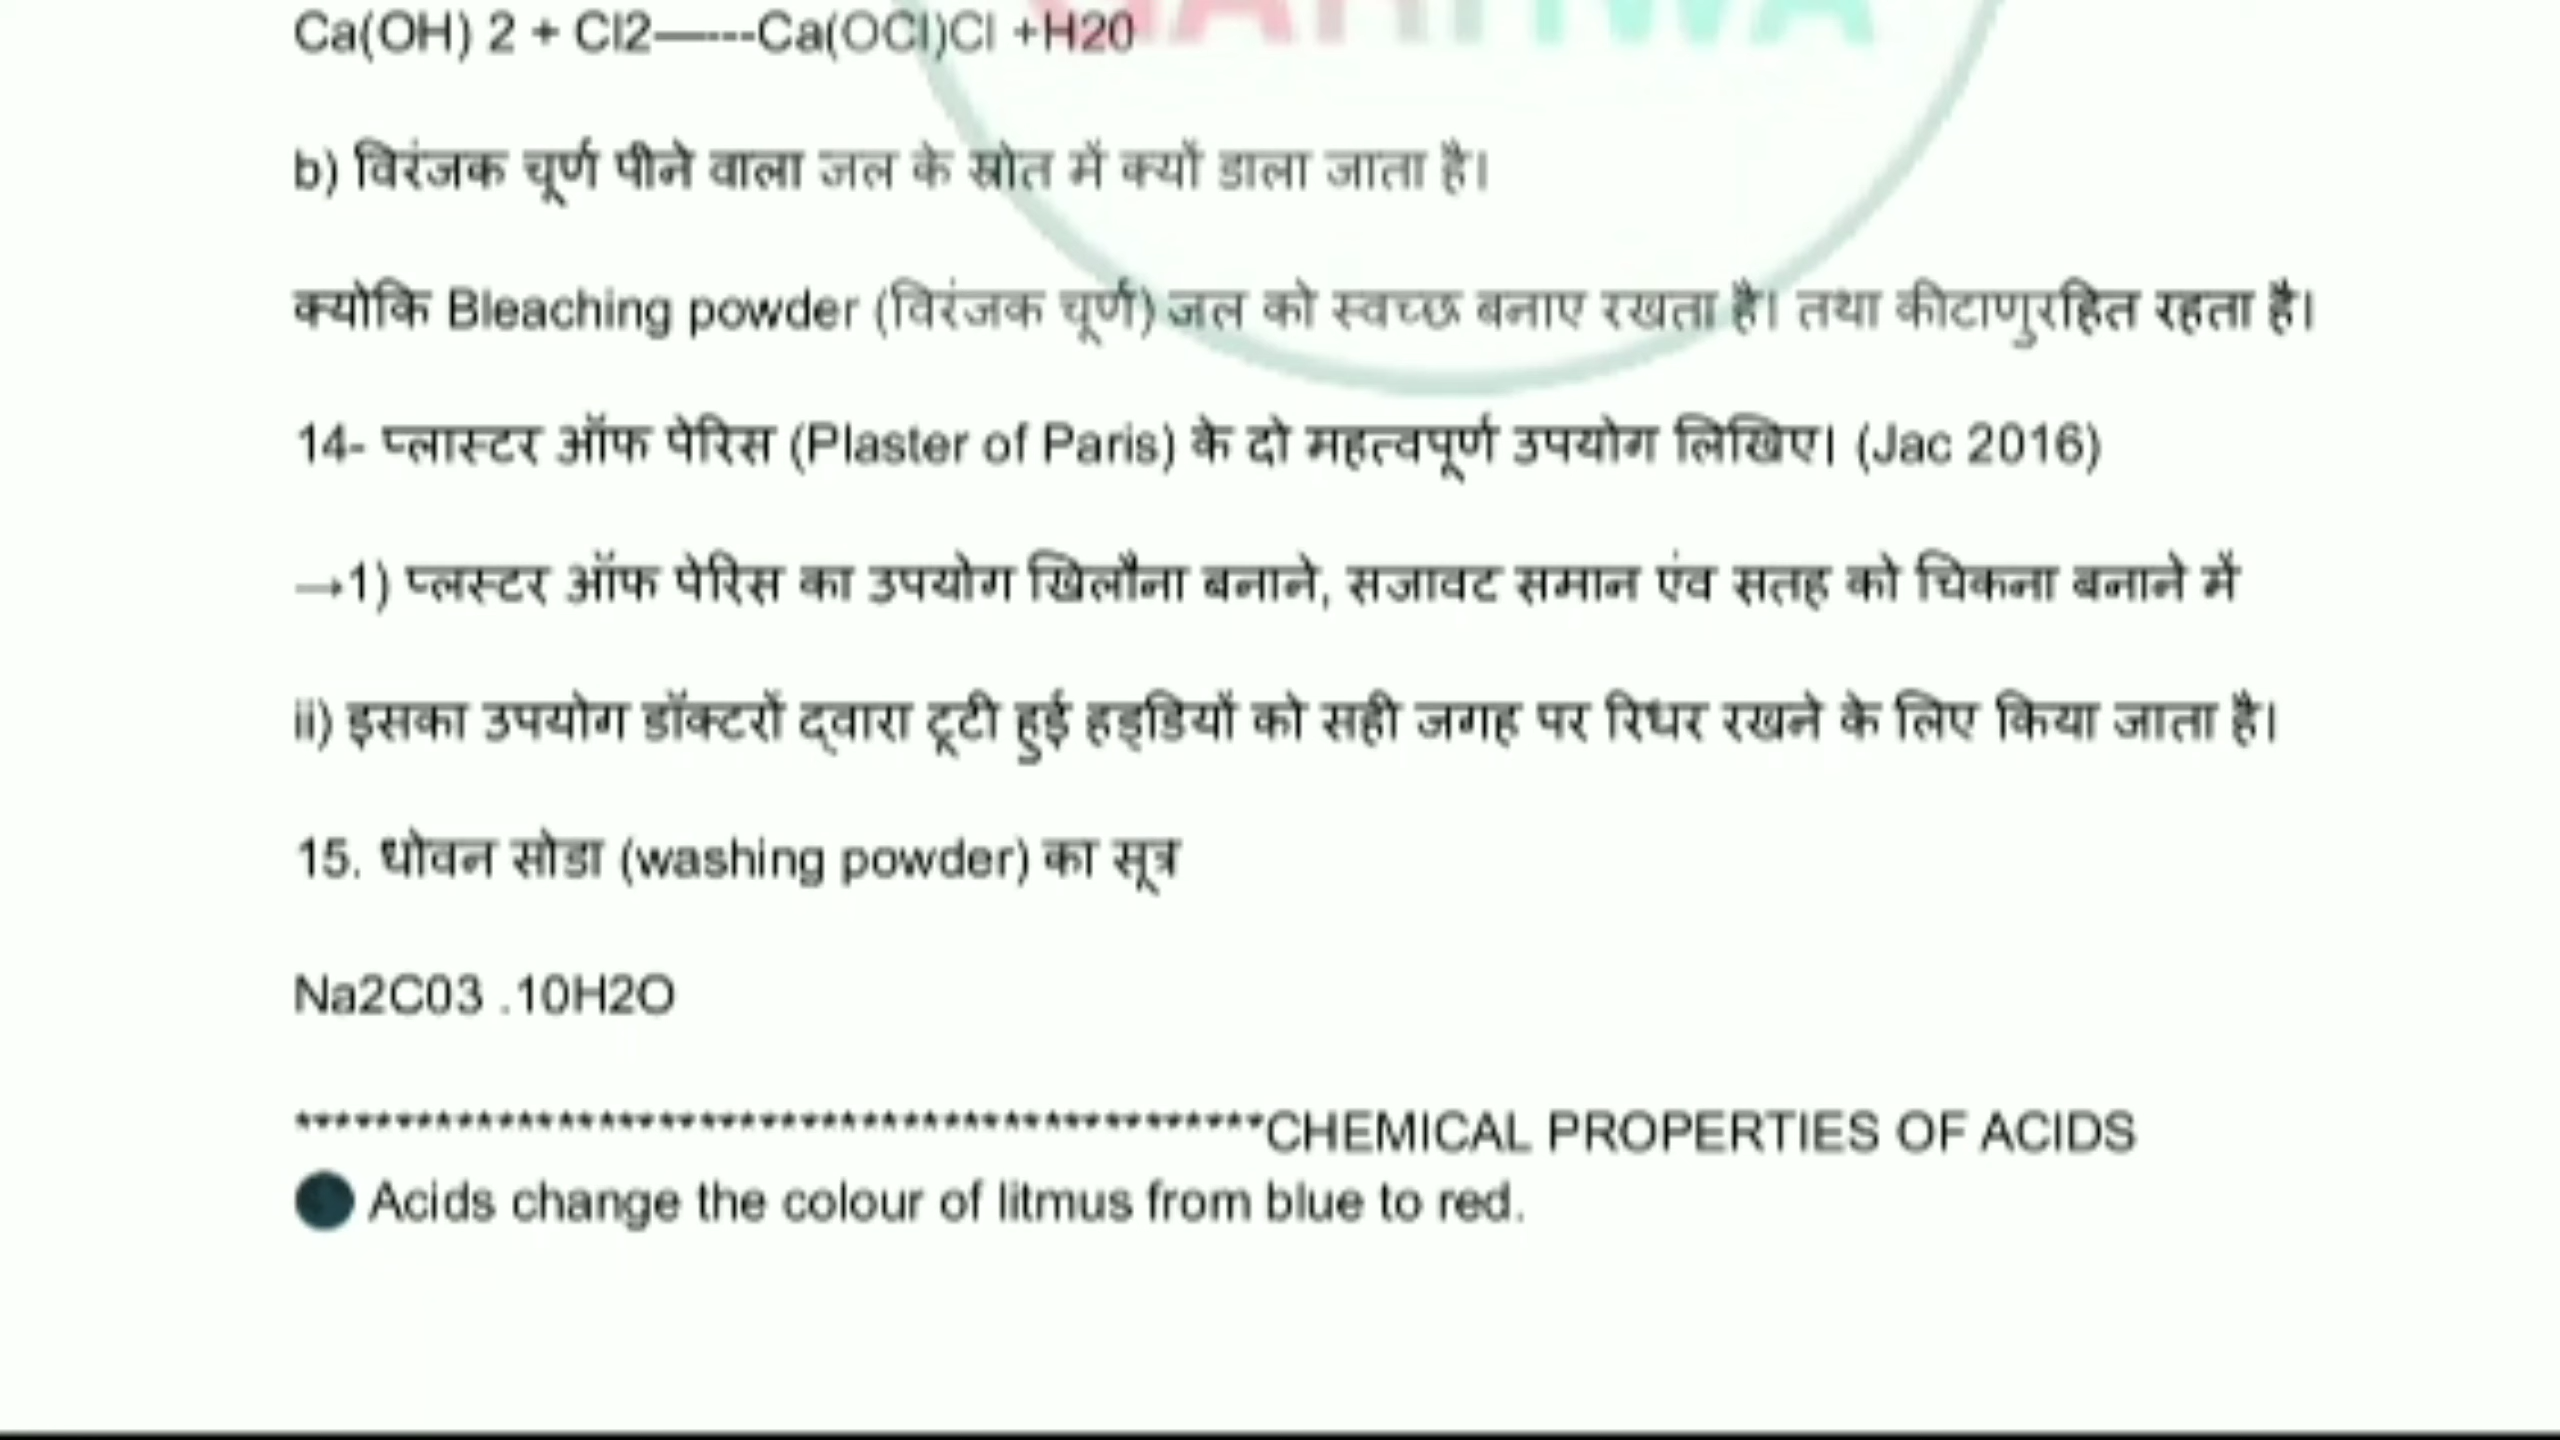 GARHWA
Ca(OH) 2 + Cl2—---Ca(OCl)Cl +H20
b) विरंजक चूर्ण पीने वाला जल के स्रोत में क्यों डाला जाता है।
क्योकि Bleaching powder (विरंजक चूर्ण) जल को स्वच्छ बनाए रखता है। तथा कीटाणुरहित रहता है।
14- प्लास्टर ऑफ पेरिस (Plaster of Paris) के दो महत्वपूर्ण उपयोग लिखिए। (Jac 2016)
→1) प्लस्टर ऑफ पेरिस का उपयोग खिलौना बनाने, सजावट समान एंव सतह को चिकना बनाने में
ii) इसका उपयोग डॉक्टरों द्वारा टूटी हुई हड्डियों को सही जगह पर रिधर रखने के लिए किया जाता है।
15. धोवन सोडा (washing powder) का सूत्र
Na2C03 .10H2O
************************************************CHEMICAL PROPERTIES OF ACIDS
Acids change the colour of litmus from blue to red.